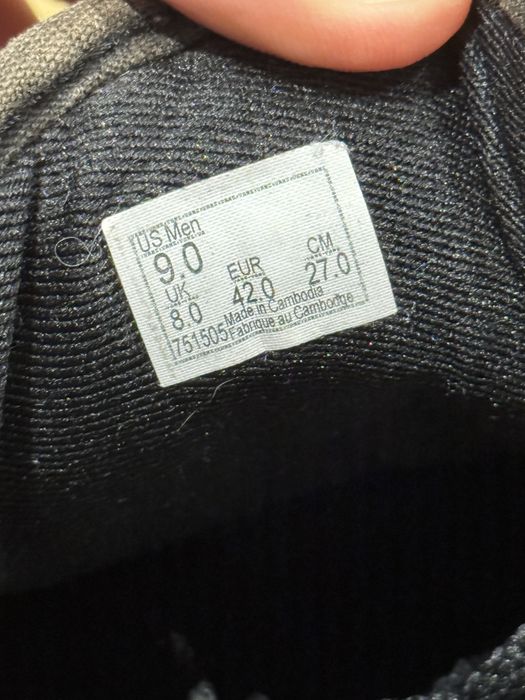 US Men
9.0
UK
8.0
EUR
42.0
CM
27.0
751505
Made in Cambodia
Fabriqué au Cambodge